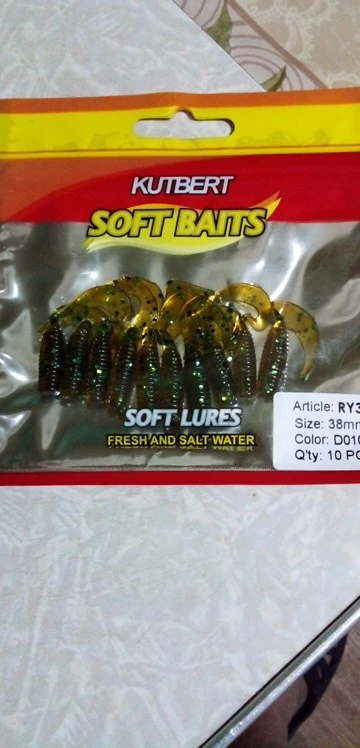 KUTBERT
SOFT BAITS
SOFT LURES
FRESH AND SALT WATER
Article: RY3
Size: 38mm
Color: D010
Q'ty: 10 PC